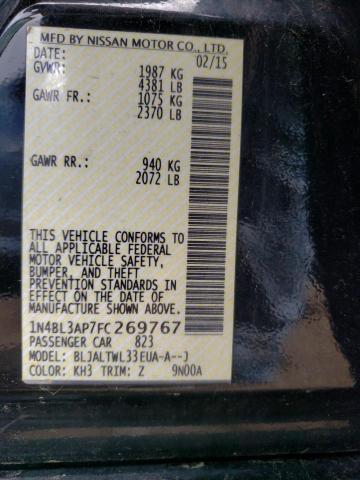 MFD BY NISSAN MOTOR CO., LTD.
DATE: 02/15
GVWR: 1987 KG
4381 LB
GAWR FR.: 1075 KG
2370 LB
GAWR RR.: 940 KG
2072 LB
THIS VEHICLE CONFORMS TO
ALL APPLICABLE FEDERAL
MOTOR VEHICLE SAFETY,
BUMPER, AND THEFT
PREVENTION STANDARDS IN
EFFECT ON THE DATE OF
MANUFACTURE SHOWN ABOVE.
1N4BL3AP7FC269767
PASSENGER CAR 823
MODEL: BLJALTWL33EUA-A--J
COLOR: KH3 TRIM: Z 9N00A